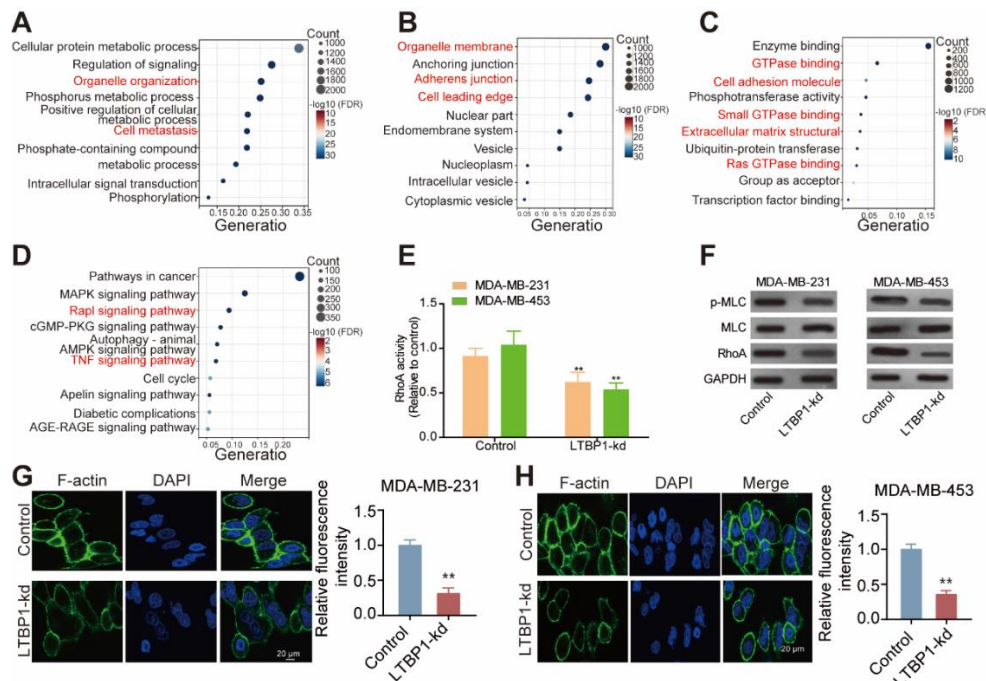 A
Cellular protein metabolic process
Regulation of signaling
Organelle organization
Phosphorus metabolic process
Positive regulation of cellular
metabolic process
Cell metastasis
Phosphate-containing compound
metabolic process
Intracellular signal transduction
Phosphorylation
0.15 0.20 0.25 0.30 0.35
Generatio
Count
1000
1200
1400
1600
1800
2000
-log10 (FDR)
10
15
20
25
30
B
Organelle membrane
Anchoring junction
Adherens junction
Cell leading edge
Nuclear part
Endomembrane system
Vesicle
Nucleoplasm
Intracellular vesicle
Cytoplasmic vesicle
0.05 0.10 0.15 0.20 0.25 0.30
Generatio
Count
1000
1200
1400
1600
1800
2000
-log10 (FDR)
10
15
20
25
30
C
Enzyme binding
GTPase binding
Cell adhesion molecule
Phosphotransferase activity
Small GTPase binding
Extracellular matrix structural
Ubiquitin-protein transferase
Ras GTPase binding
Group as acceptor
Transcription factor binding
0.05 0.10 0.15
Generatio
Count
200
400
600
800
1000
1200
-log10 (FDR)
2
4
6
8
10
D
Pathways in cancer
MAPK signaling pathway
RapI signaling pathway
cGMP-PKG signaling pathway
Autophagy - animal
AMPK signaling pathway
TNF signaling pathway
Cell cycle
Apelin signaling pathway
Diabetic complications
AGE-RAGE signaling pathway
0.05 0.10 0.15 0.20
Generatio
Count
100
150
200
250
300
350
-log10 (FDR)
2
3
4
5
6
E
MDA-MB-231
MDA-MB-453
RhoA activity
(Relative to control)
1.5
1.0
0.5
0.0
** **
Control LTBP1-kd
F
MDA-MB-231 MDA-MB-453
p-MLC
MLC
RhoA
GAPDH
Control LTBP1-kd Control LTBP1-kd
G
F-actin DAPI Merge
Control
LTBP1-kd
20 μm
MDA-MB-231
Relative fluorescence
intensity
1.5
1.0
0.5
0.0
**
Control LTBP1-kd
H
F-actin DAPI Merge
Control
LTBP1-kd
20 μm
MDA-MB-453
Relative fluorescence
intensity
1.5
1.0
0.5
0.0
**
Control LTBP1-kd